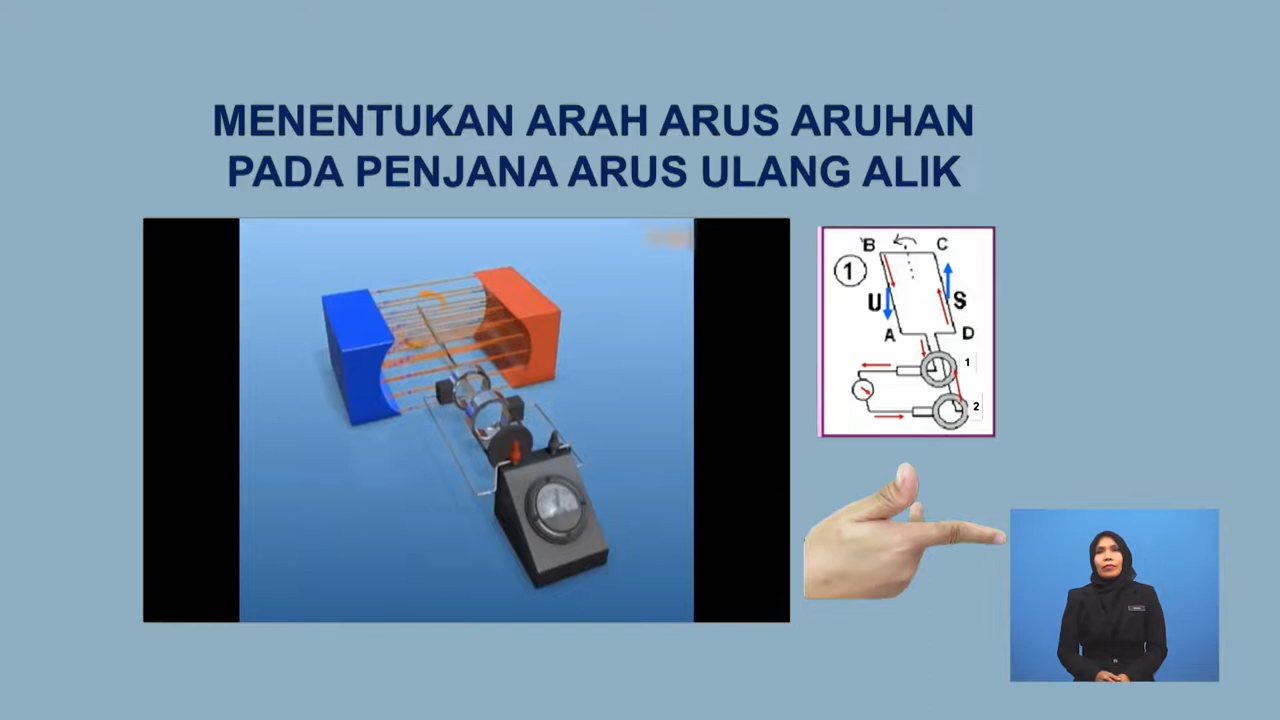 MENENTUKAN ARAH ARUS ARUHAN
PADA PENJANA ARUS ULANG ALIK
B C
1
U S
A D
1
2